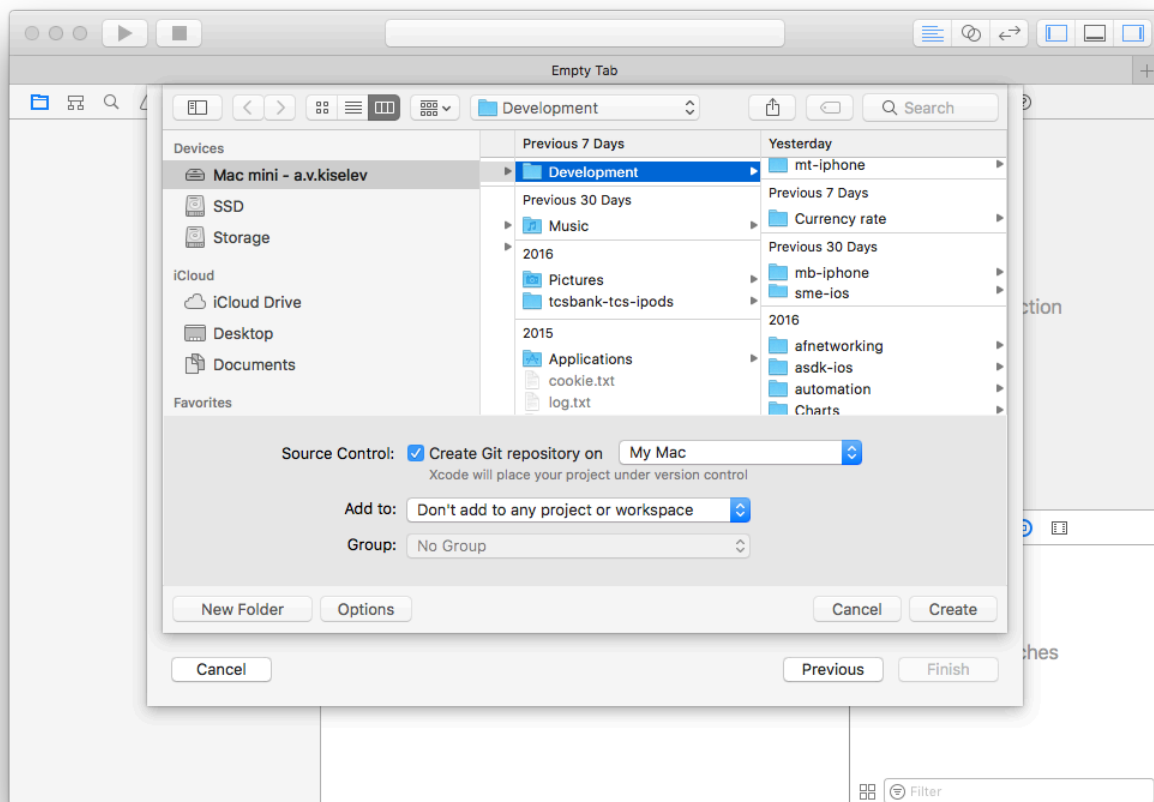 Empty Tab
Development
Search
Devices
Mac mini - a.v.kiselev
SSD
Storage
iCloud
iCloud Drive
Desktop
Documents
Favorites
Previous 7 Days
Development
Previous 30 Days
Music
2016
Pictures
tcsbank-tcs-ipods
2015
Applications
cookie.txt
log.txt
Yesterday
mt-iphone
Previous 7 Days
Currency rate
Previous 30 Days
mb-iphone
sme-ios
2016
afnetworking
asdk-ios
automation
Charts
ction
Source Control: Create Git repository on My Mac
Xcode will place your project under version control
Add to: Don't add to any project or workspace
Group: No Group
New Folder Options Cancel Create
ches
Cancel Previous Finish
Filter